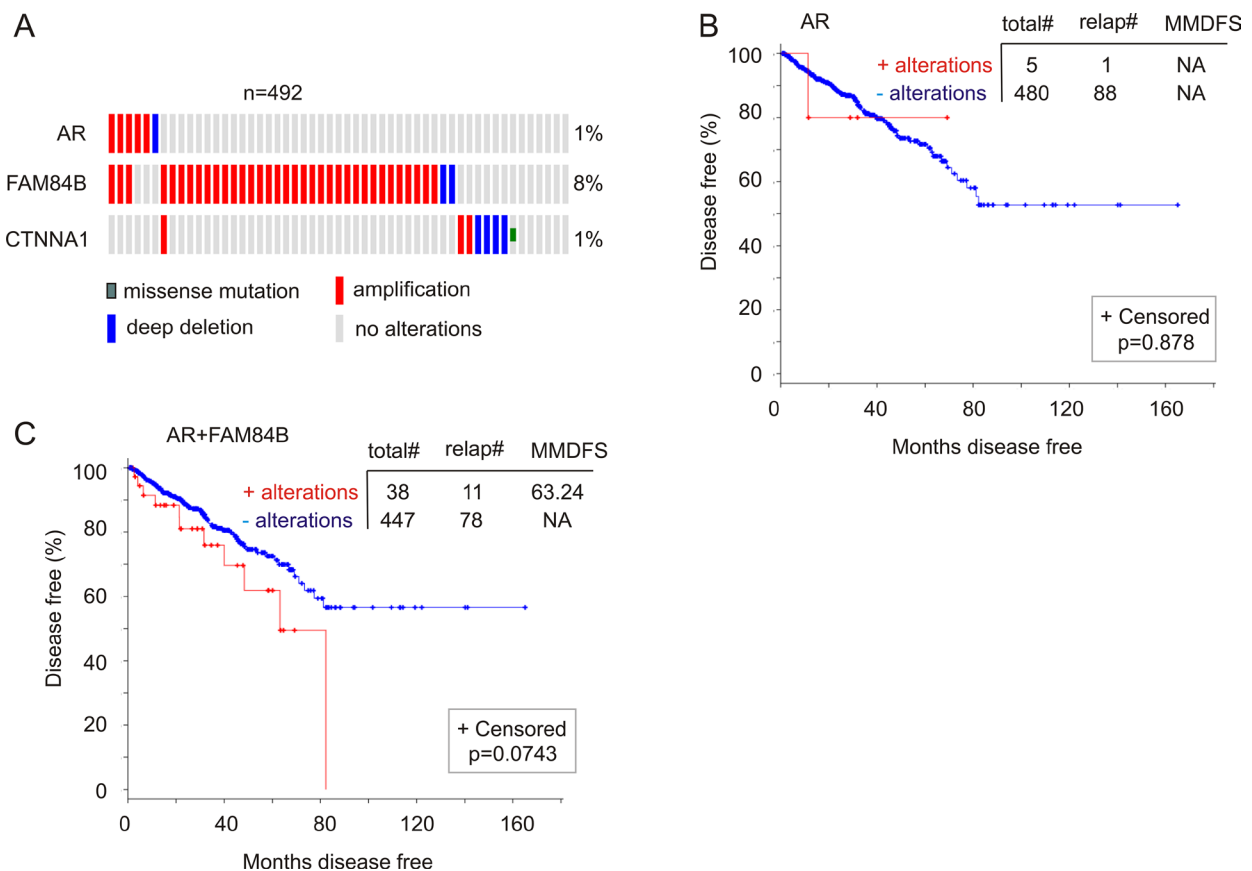 A
n=492
AR 1%
FAM84B 8%
CTNNA1 1%
missense mutation amplification
deep deletion no alterations
B
AR
total# relap# MMDFS
+ alterations 5 1 NA
- alterations 480 88 NA
100
80
60
40
20
0
Disease free (%)
+ Censored
p=0.878
0 40 80 120 160
Months disease free
C
AR+FAM84B
total# relap# MMDFS
+ alterations 38 11 63.24
- alterations 447 78 NA
100
80
60
40
20
0
Disease free (%)
+ Censored
p=0.0743
0 40 80 120 160
Months disease free